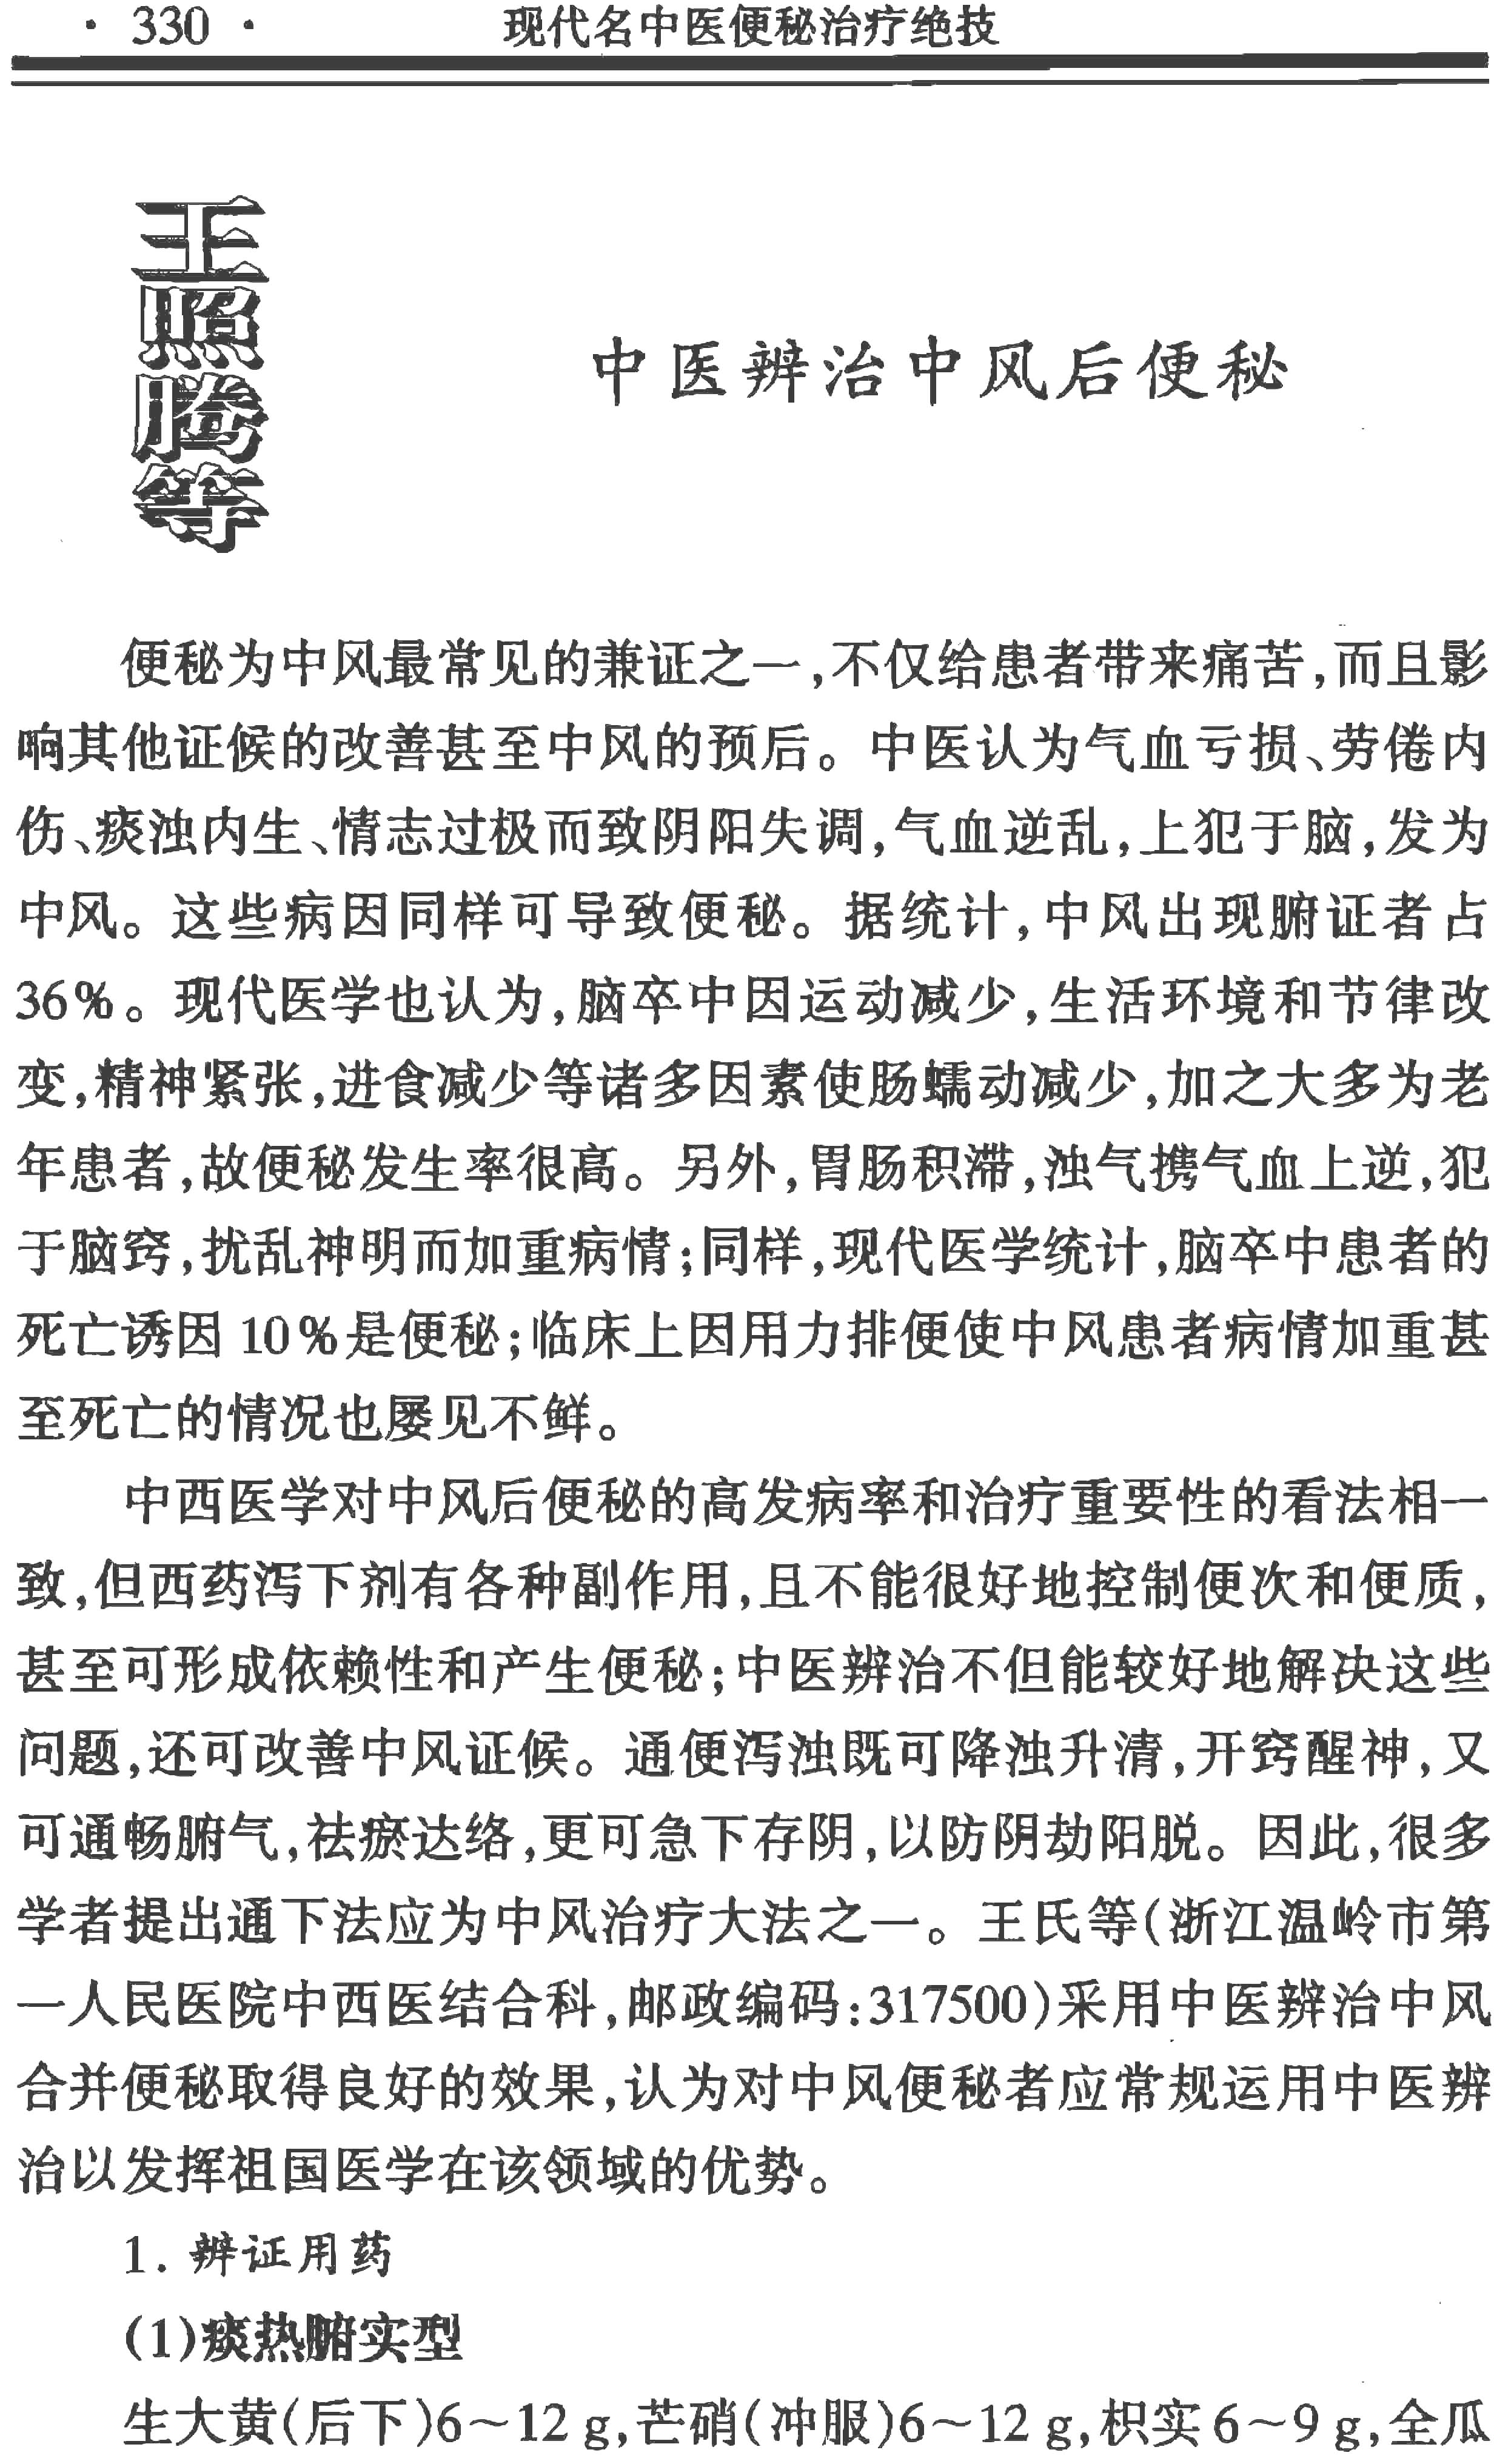 · 330 · 现代名中医便秘治疗绝技
王照腾等
中医辨治中风后便秘
便秘为中风最常见的兼证之一,不仅给患者带来痛苦,而且影
响其他证候的改善甚至中风的预后。中医认为气血亏损、劳倦内
伤、痰浊内生、情志过极而致阴阳失调,气血逆乱,上犯于脑,发为
中风。这些病因同样可导致便秘。据统计,中风出现腑证者占
36%。现代医学也认为,脑卒中因运动减少,生活环境和节律改
变,精神紧张,进食减少等诸多因素使肠蠕动减少,加之大多为老
年患者,故便秘发生率很高。另外,胃肠积滞,浊气携气血上逆,犯
于脑窍,扰乱神明而加重病情;同样,现代医学统计,脑卒中患者的
死亡诱因10%是便秘;临床上因用力排便使中风患者病情加重甚
至死亡的情况也屡见不鲜。
中西医学对中风后便秘的高发病率和治疗重要性的看法相一
致,但西药泻下剂有各种副作用,且不能很好地控制便次和便质,
甚至可形成依赖性和产生便秘;中医辨治不但能较好地解决这些
问题,还可改善中风证候。通便泻浊既可降浊升清,开窍醒神,又
可通畅腑气,祛瘀达络,更可急下存阴,以防阴劫阳脱。因此,很多
学者提出通下法应为中风治疗大法之一。王氏等(浙江温岭市第
一人民医院中西医结合科,邮政编码:317500)采用中医辨治中风
合并便秘取得良好的效果,认为对中风便秘者应常规运用中医辨
治以发挥祖国医学在该领域的优势。
1. 辨证用药
(1)痰热腑实型
生大黄(后下)6～12 g,芒硝(冲服)6～12 g,枳实6～9 g,全瓜